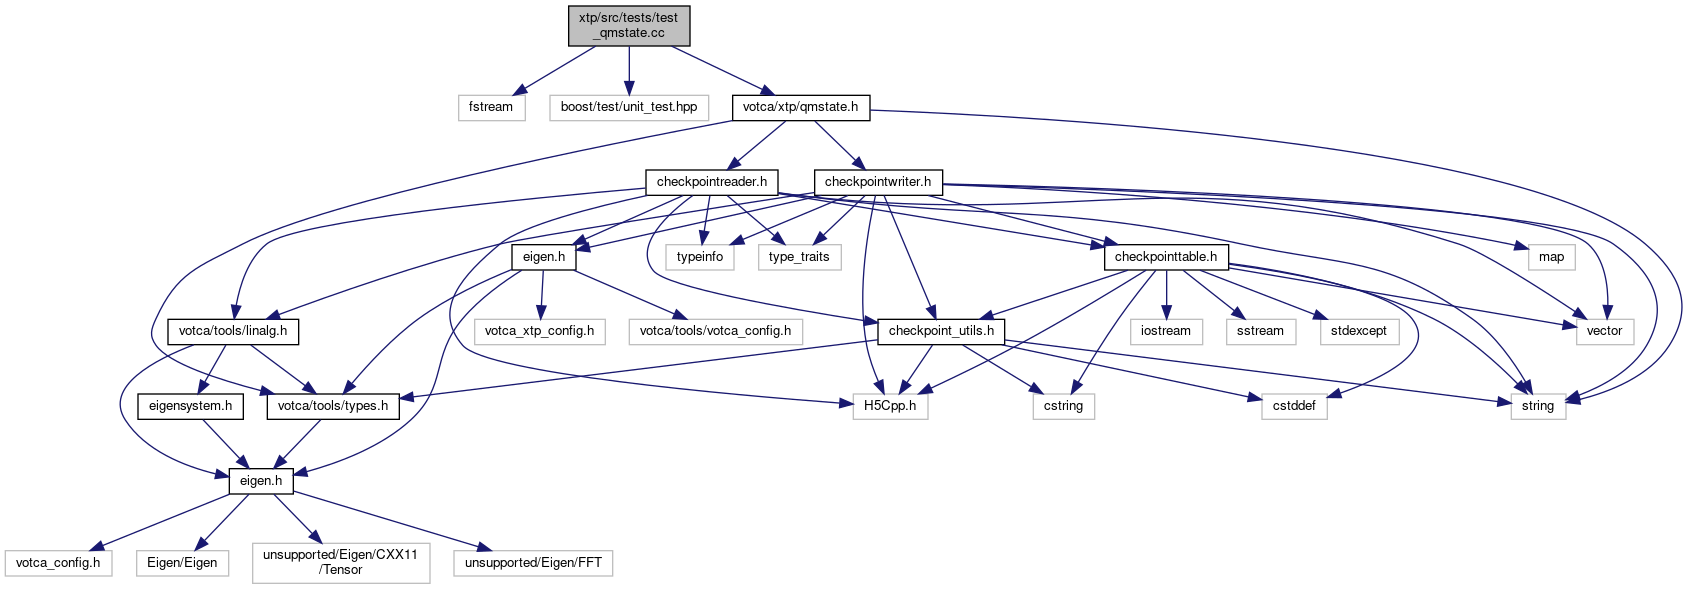 xtp/src/tests/test
_qmstate.cc
fstream
boost/test/unit_test.hpp
votca/xtp/qmstate.h
checkpointreader.h
checkpointwriter.h
eigen.h
typeinfo
type_traits
checkpointtable.h
map
votca/tools/linalg.h
votca_xtp_config.h
votca/tools/votca_config.h
checkpoint_utils.h
iostream
sstream
stdexcept
vector
eigensystem.h
votca/tools/types.h
H5Cpp.h
cstring
cstddef
string
eigen.h
votca_config.h
Eigen/Eigen
unsupported/Eigen/CXX11
/Tensor
unsupported/Eigen/FFT